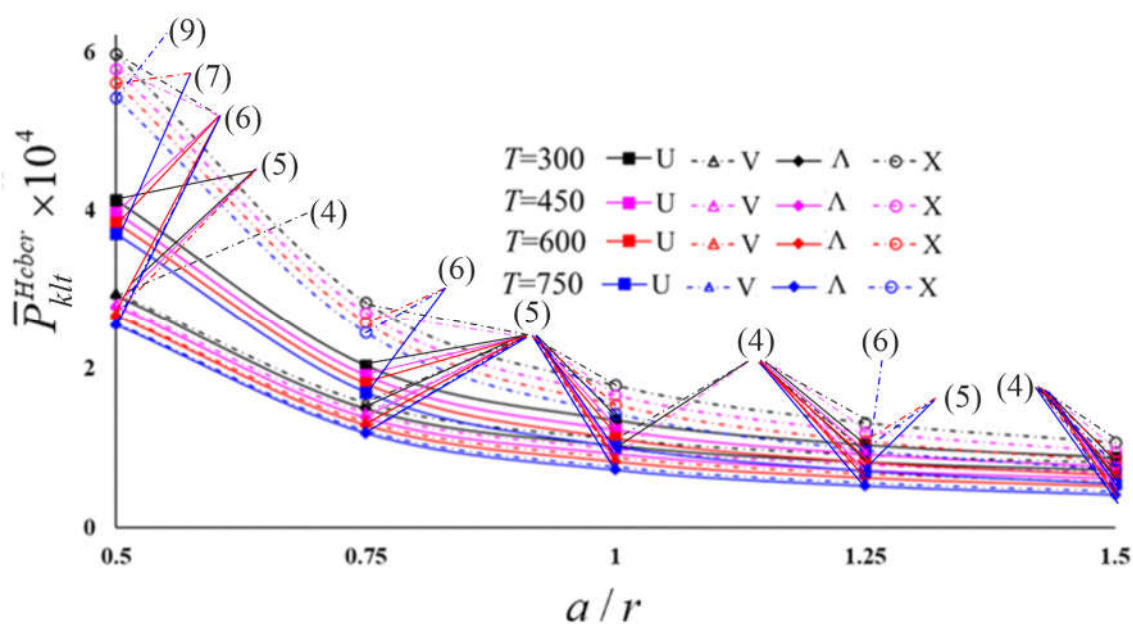 (9)
6
(7)
(6)
(5)
T=300 U V Λ X
T=450 U V Λ X
4
(4)
T=600 U V Λ X
(6)
T=750 U V Λ X
(5)
(4)
(6)
(4)
(5)
2
0
0.5 0.75 1 1.25 1.5
a / r
P̄klt^Hcbcr ×10^4